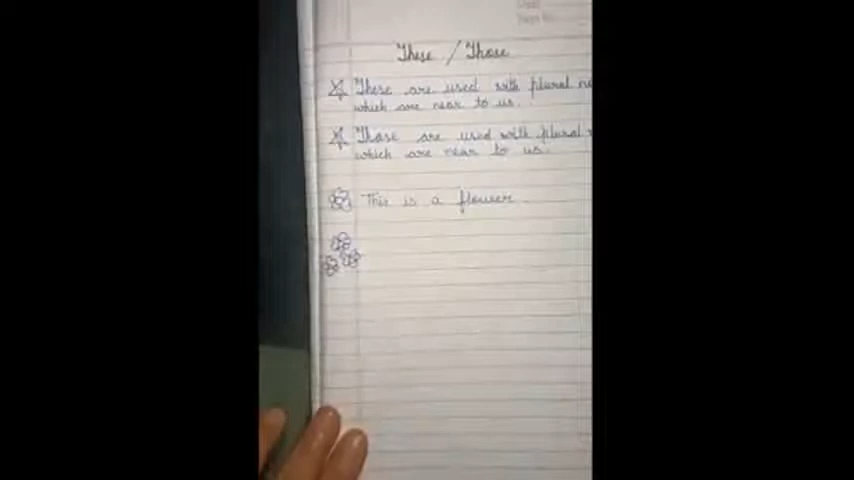 These / Those
These are used with plural
which are near to us.
Those are used with plural
which are near to us.
This is a flower.